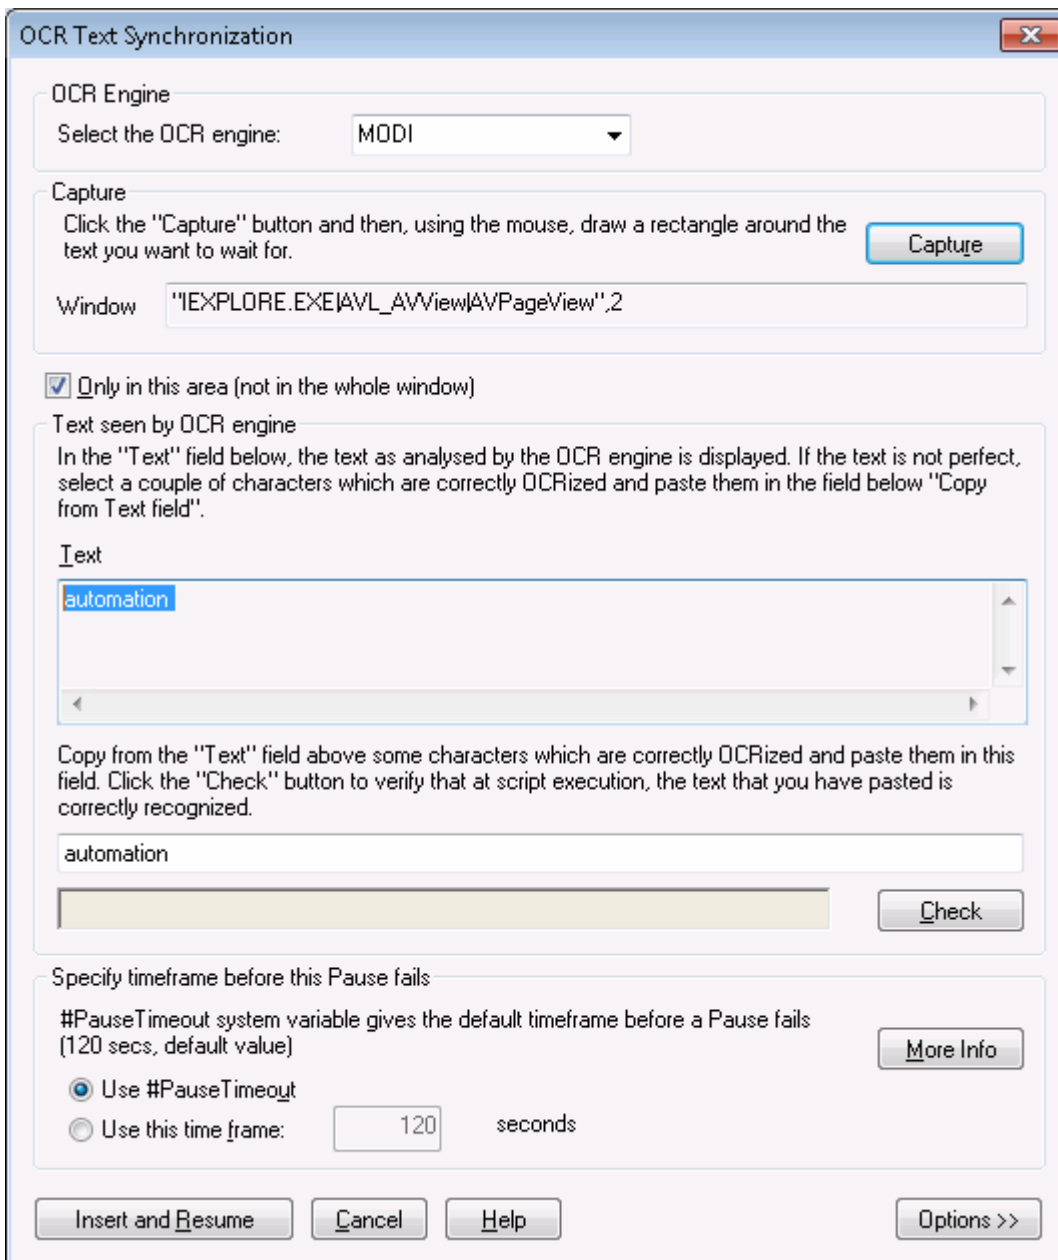 OCR Text Synchronization
OCR Engine
Select the OCR engine: MODI
Capture
Click the "Capture" button and then, using the mouse, draw a rectangle around the
text you want to wait for.
Capture
Window "IEXPLORE.EXE|AVL_AVView|AVPageView",2
Only in this area (not in the whole window)
Text seen by OCR engine
In the "Text" field below, the text as analysed by the OCR engine is displayed. If the text is not perfect,
select a couple of characters which are correctly OCRized and paste them in the field below "Copy
from Text field".
Text
automation
Copy from the "Text" field above some characters which are correctly OCRized and paste them in this
field. Click the "Check" button to verify that at script execution, the text that you have pasted is
correctly recognized.
automation
Check
Specify timeframe before this Pause fails
#PauseTimeout system variable gives the default timeframe before a Pause fails
(120 secs, default value)
More Info
Use #PauseTimeout
Use this time frame: 120 seconds
Insert and Resume Cancel Help Options >>